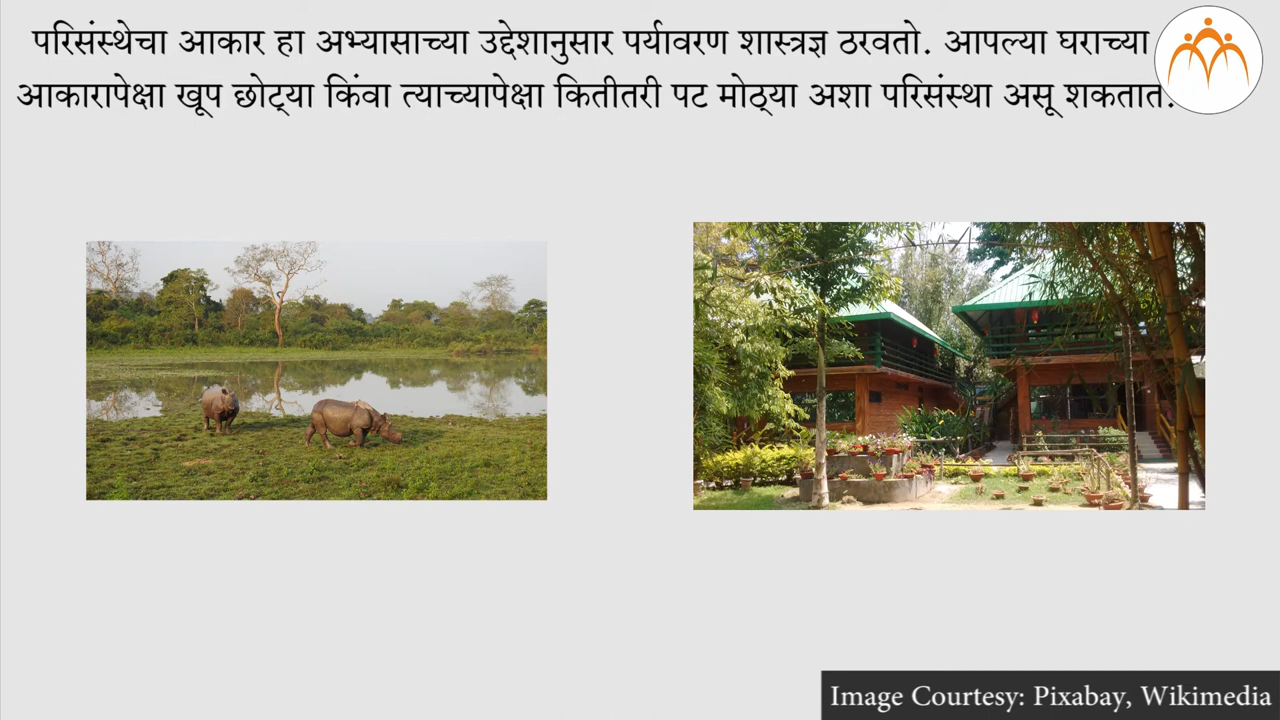 परिसंस्थेचा आकार हा अभ्यासाच्या उद्देशानुसार पर्यावरण शास्त्रज्ञ ठरवतो. आपल्या घराच्या
आकारापेक्षा खूप छोट्या किंवा त्याच्यापेक्षा कितीतरी पट मोठ्या अशा परिसंस्था असू शकतात.
Image Courtesy: Pixabay, Wikimedia